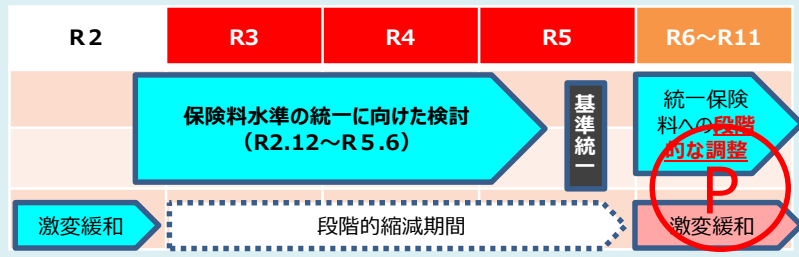 R2
R3
R4
R5
R6～R11
保険料水準の統一に向けた検討
（R2.12～R５.6）
基準統一
統一保険
料への段階
的な調整
P
激変緩和
段階的縮減期間
激変緩和